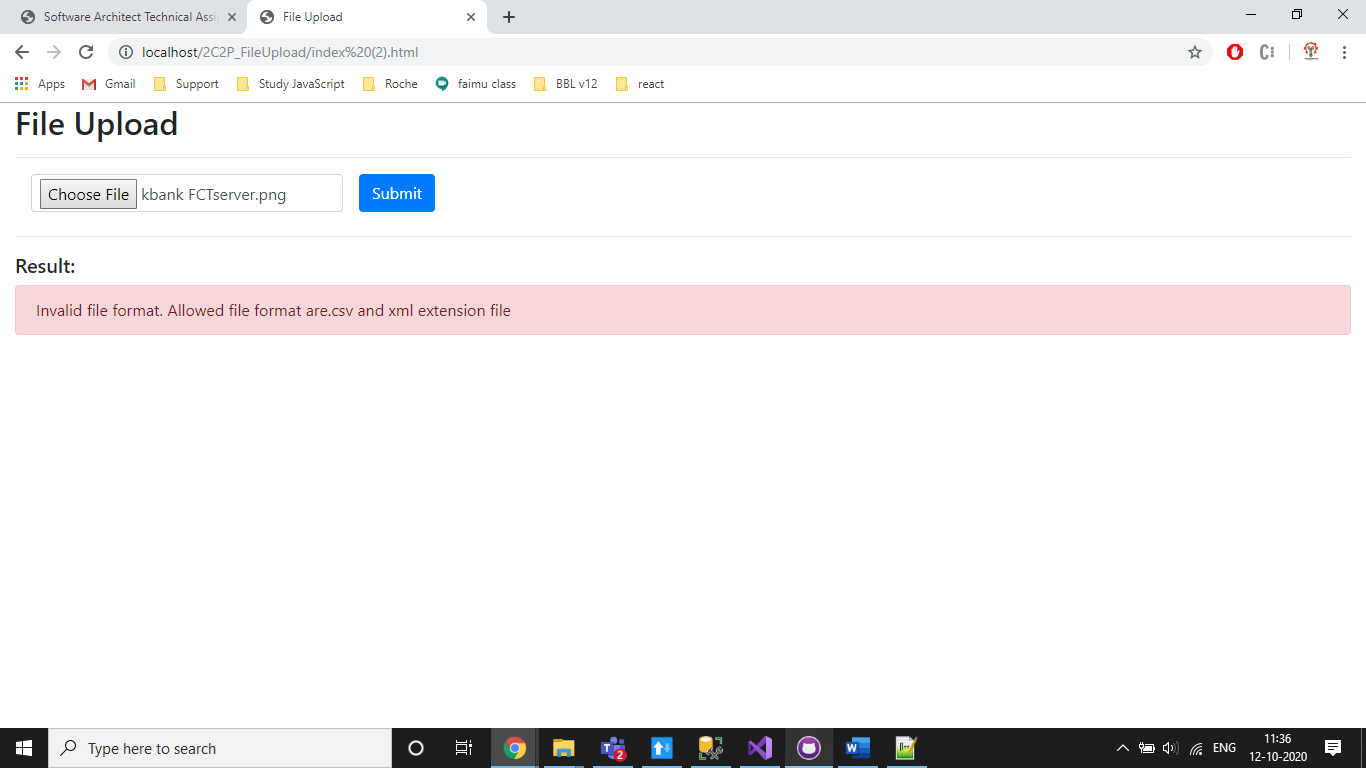 Software Architect Technical Assi
File Upload
localhost/2C2P_FileUpload/index%20(2).html
Apps Gmail Support Study JavaScript Roche faimu class BBL v12 react
File Upload
Choose File kbank FCTserver.png Submit
Result:
Invalid file format. Allowed file format are.csv and xml extension file
Type here to search
2
ENG
11:36
12-10-2020